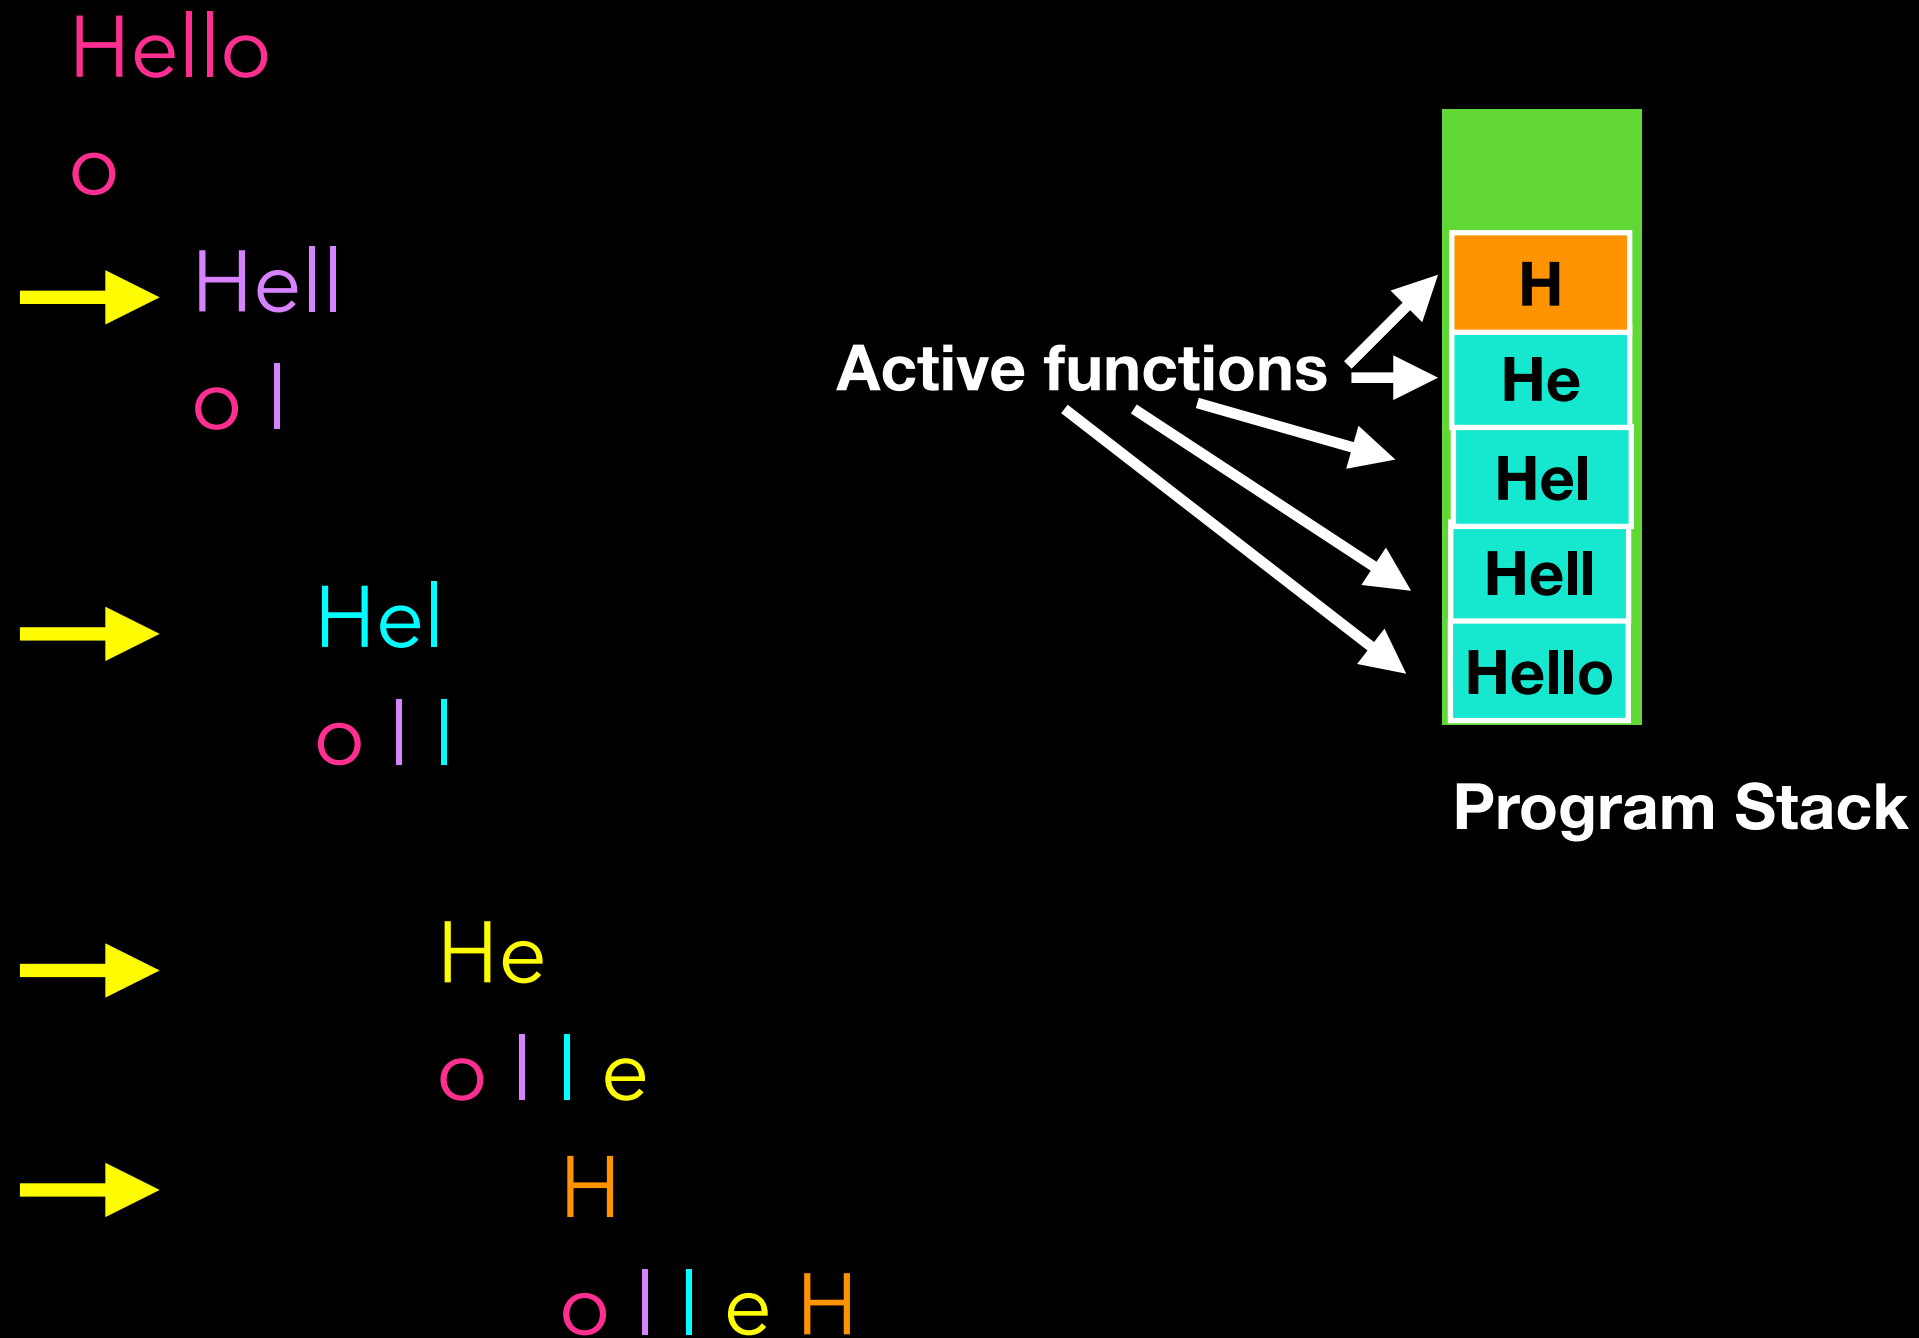 Hello
o
Hell
o l
Hel
o l l
He
o l l e
H
o l l e H
Active functions
H
He
Hel
Hell
Hello
Program Stack